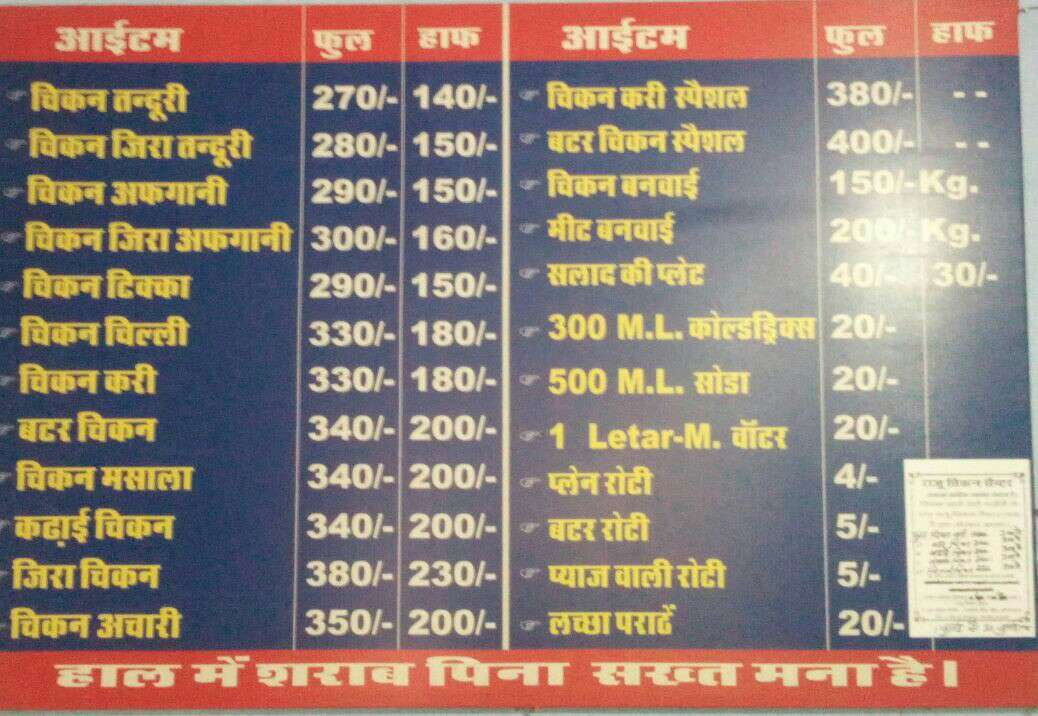 आईटम फुल हाफ
चिकन तन्दूरी 270/- 140/-
चिकन जिरा तन्दूरी 280/- 150/-
चिकन अफगानी 290/- 150/-
चिकन जिरा अफगानी 300/- 160/-
चिकन टिक्का 290/- 150/-
चिकन चिल्ली 330/- 180/-
चिकन करी 330/- 180/-
बटर चिकन 340/- 200/-
चिकन मसाला 340/- 200/-
कढ़ाई चिकन 340/- 200/-
जिरा चिकन 380/- 230/-
चिकन अचारी 350/- 200/-
आईटम फुल हाफ
चिकन करी स्पैशल 380/- --
बटर चिकन स्पैशल 400/- --
चिकन बनवाई 150/- Kg.
मीट बनवाई 200/- Kg.
सलाद की प्लेट 40/- 30/-
300 M.L. कोल्डड्रिक्स 20/-
500 M.L. सोडा 20/-
1 Letar-M. वॉटर 20/-
प्लेन रोटी 4/-
बटर रोटी 5/-
प्याज वाली रोटी 5/-
लच्छा पराठें 20/-
राजू चिकन सेन्टर
हाल में शराब पिना सख्त मना है।